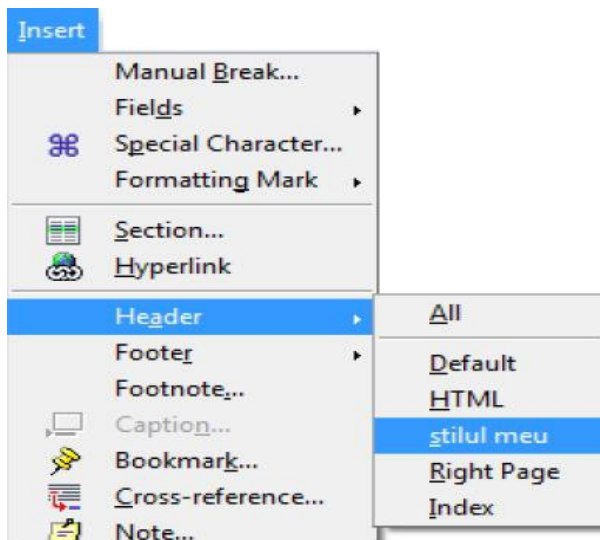 Insert
Manual Break...
Fields
Special Character...
Formatting Mark
Section...
Hyperlink
Header
Footer
Footnote...
Caption...
Bookmark...
Cross-reference...
Note...
All
Default
HTML
stilul meu
Right Page
Index